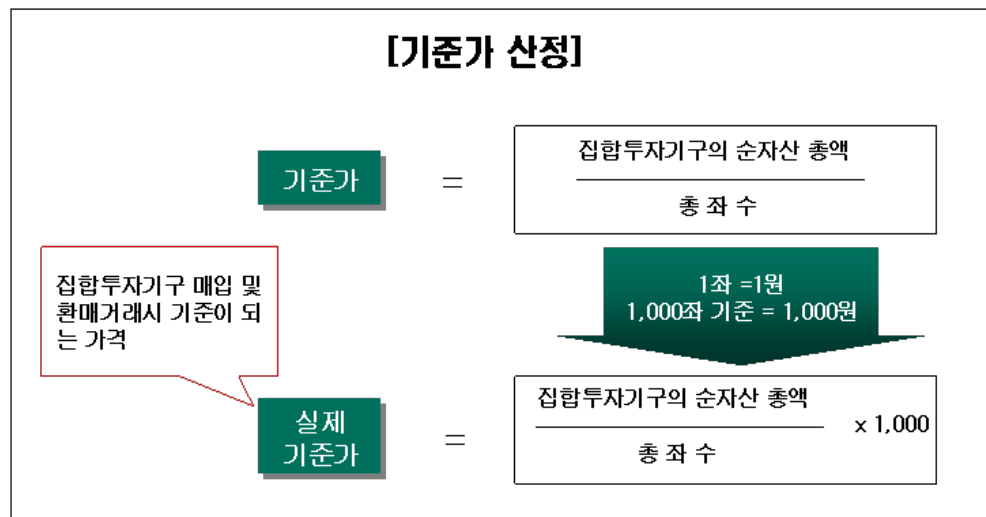 [기준가 산정]
기준가
=
집합투자기구의 순자산 총액
총 좌 수
집합투자기구 매입 및
환매거래시 기준이 되
는 가격
1좌 =1원
1,000좌 기준 = 1,000원
실제
기준가
=
집합투자기구의 순자산 총액
총 좌 수
x 1,000